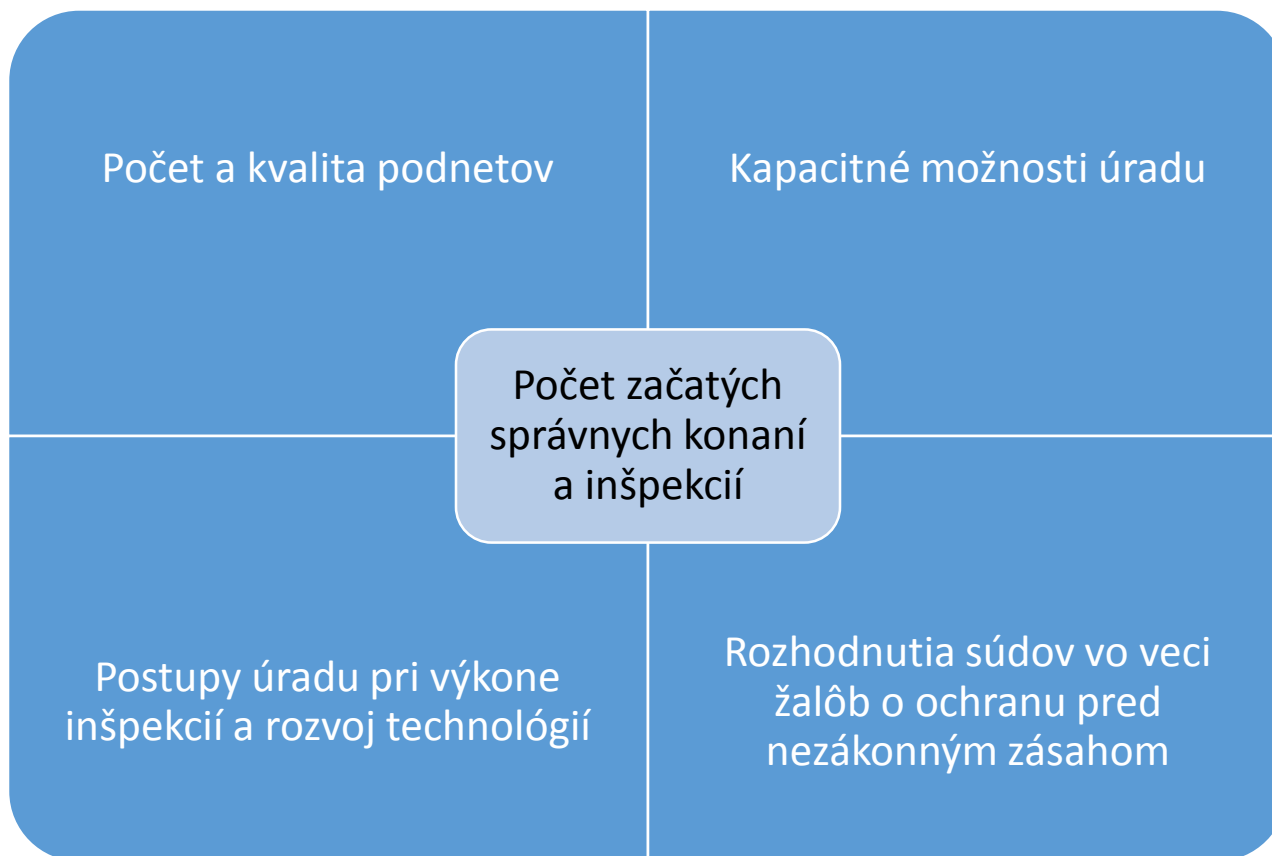 Počet a kvalita podnetov
Kapacitné možnosti úradu
Počet začatých
správnych konaní
a inšpekcií
Postupy úradu pri výkone
inšpekcií a rozvoj technológií
Rozhodnutia súdov vo veci
žalôb o ochranu pred
nezákonným zásahom